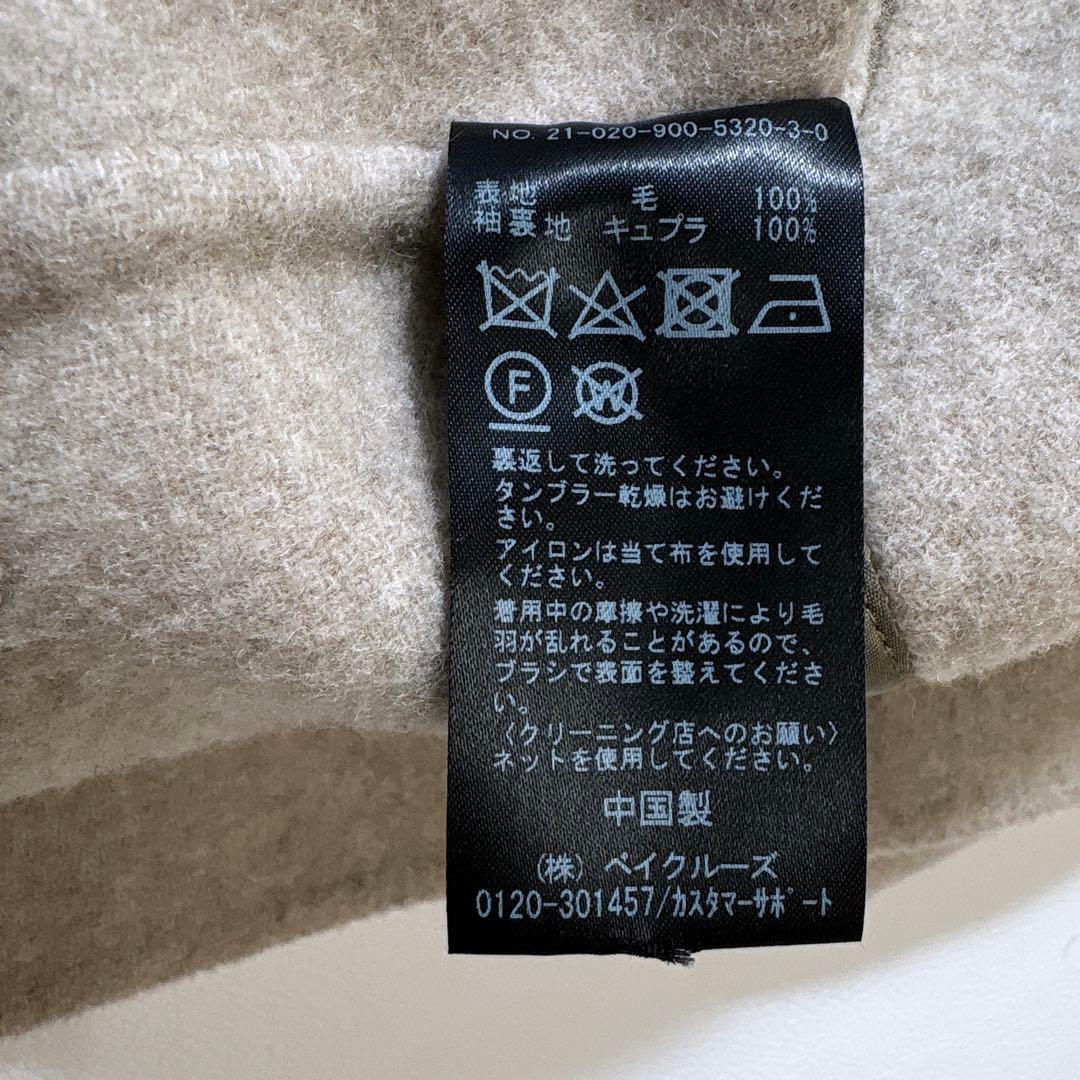 NO. 21-020-900-5320-3-0
表地 毛 100%
袖裏地 キュプラ 100%
F W
裏返して洗ってください。
タンブラー乾燥はお避けくだ
さい。
アイロンは当て布を使用して
ください。
着用中の摩擦や洗濯により毛
羽が乱れることがあるので、
ブラシで表面を整えてくださ
い。
〈クリーニング店へのお願い〉
ネットを使用してください。
中国製
(株) ベイクルーズ
0120-301457/カスタマーサポート